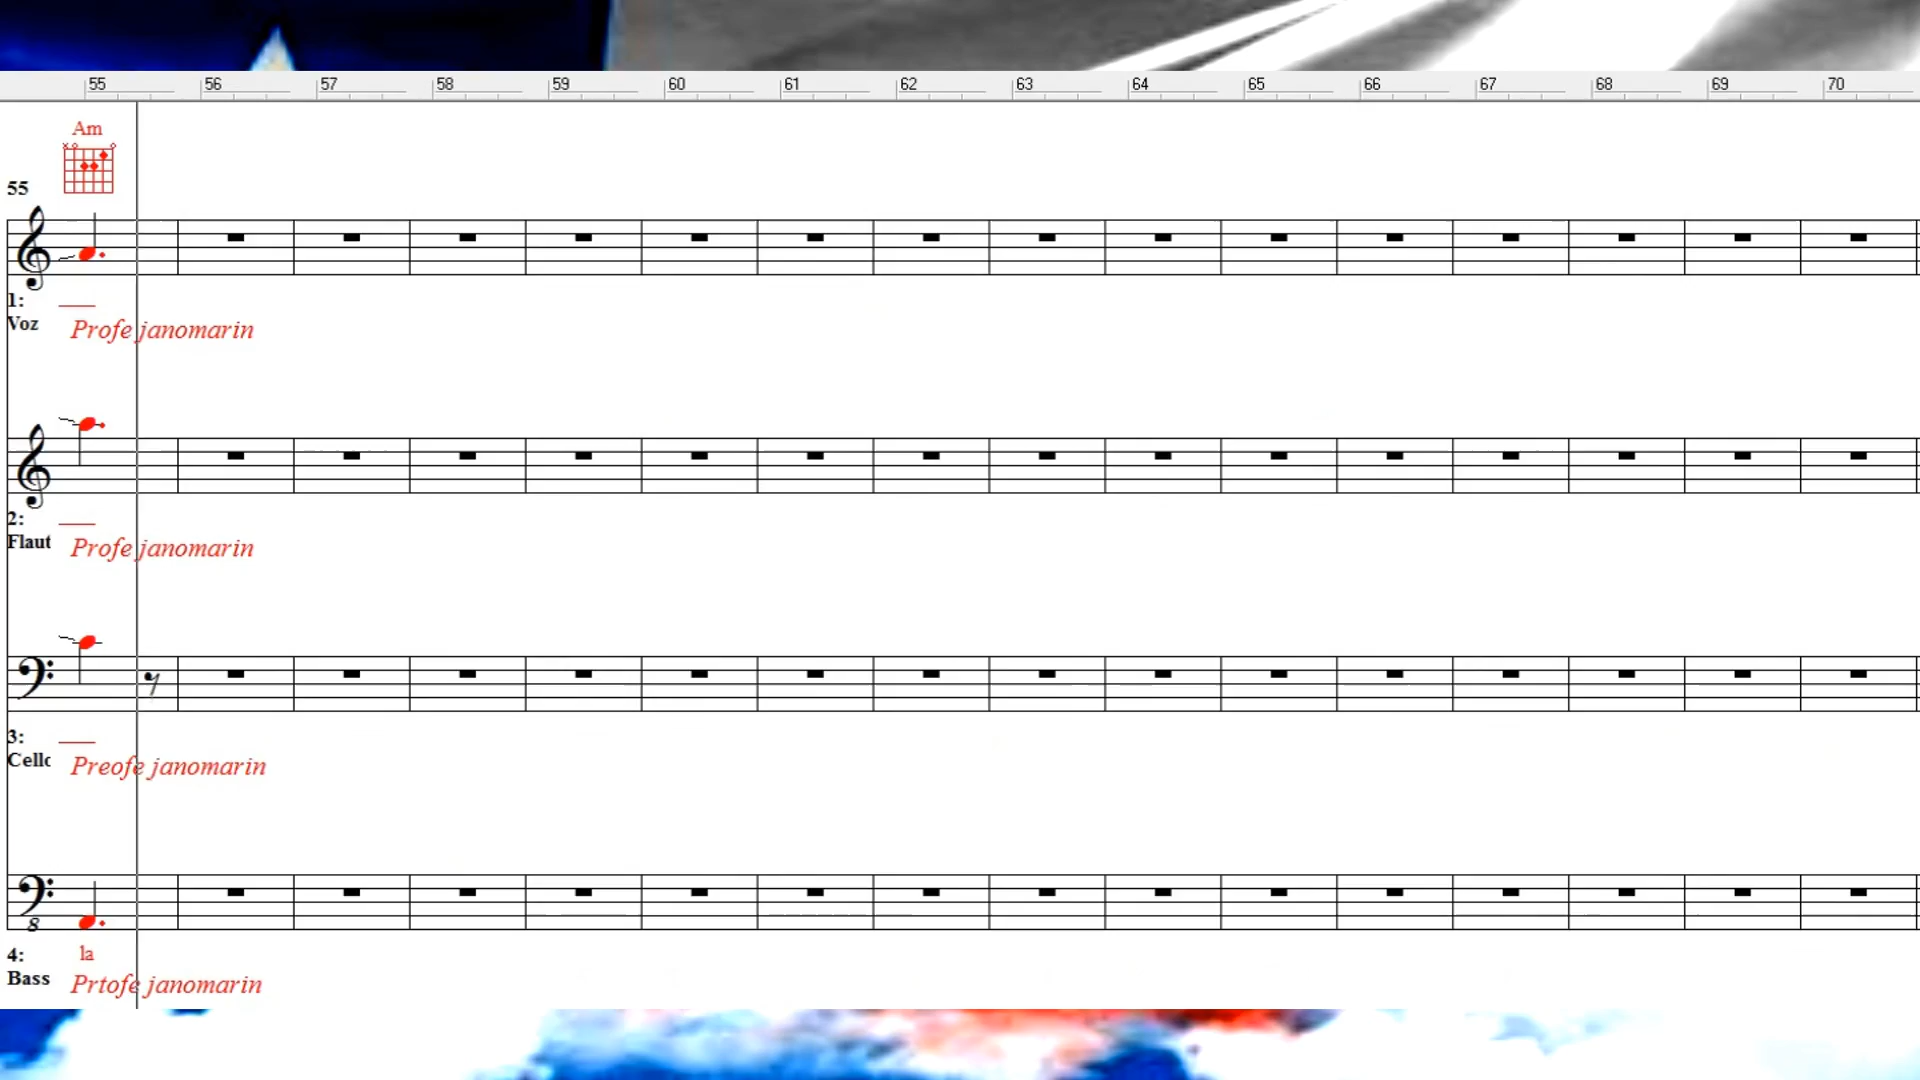 55 56 57 58 59 60 61 62 63 64 65 66 67 68 69 70
Am
55
1:
Voz
Profe janomarin
2:
Flaut
Profe janomarin
3:
Cello
Preofe janomarin
8
4:
la
Bass
Prtofe janomarin